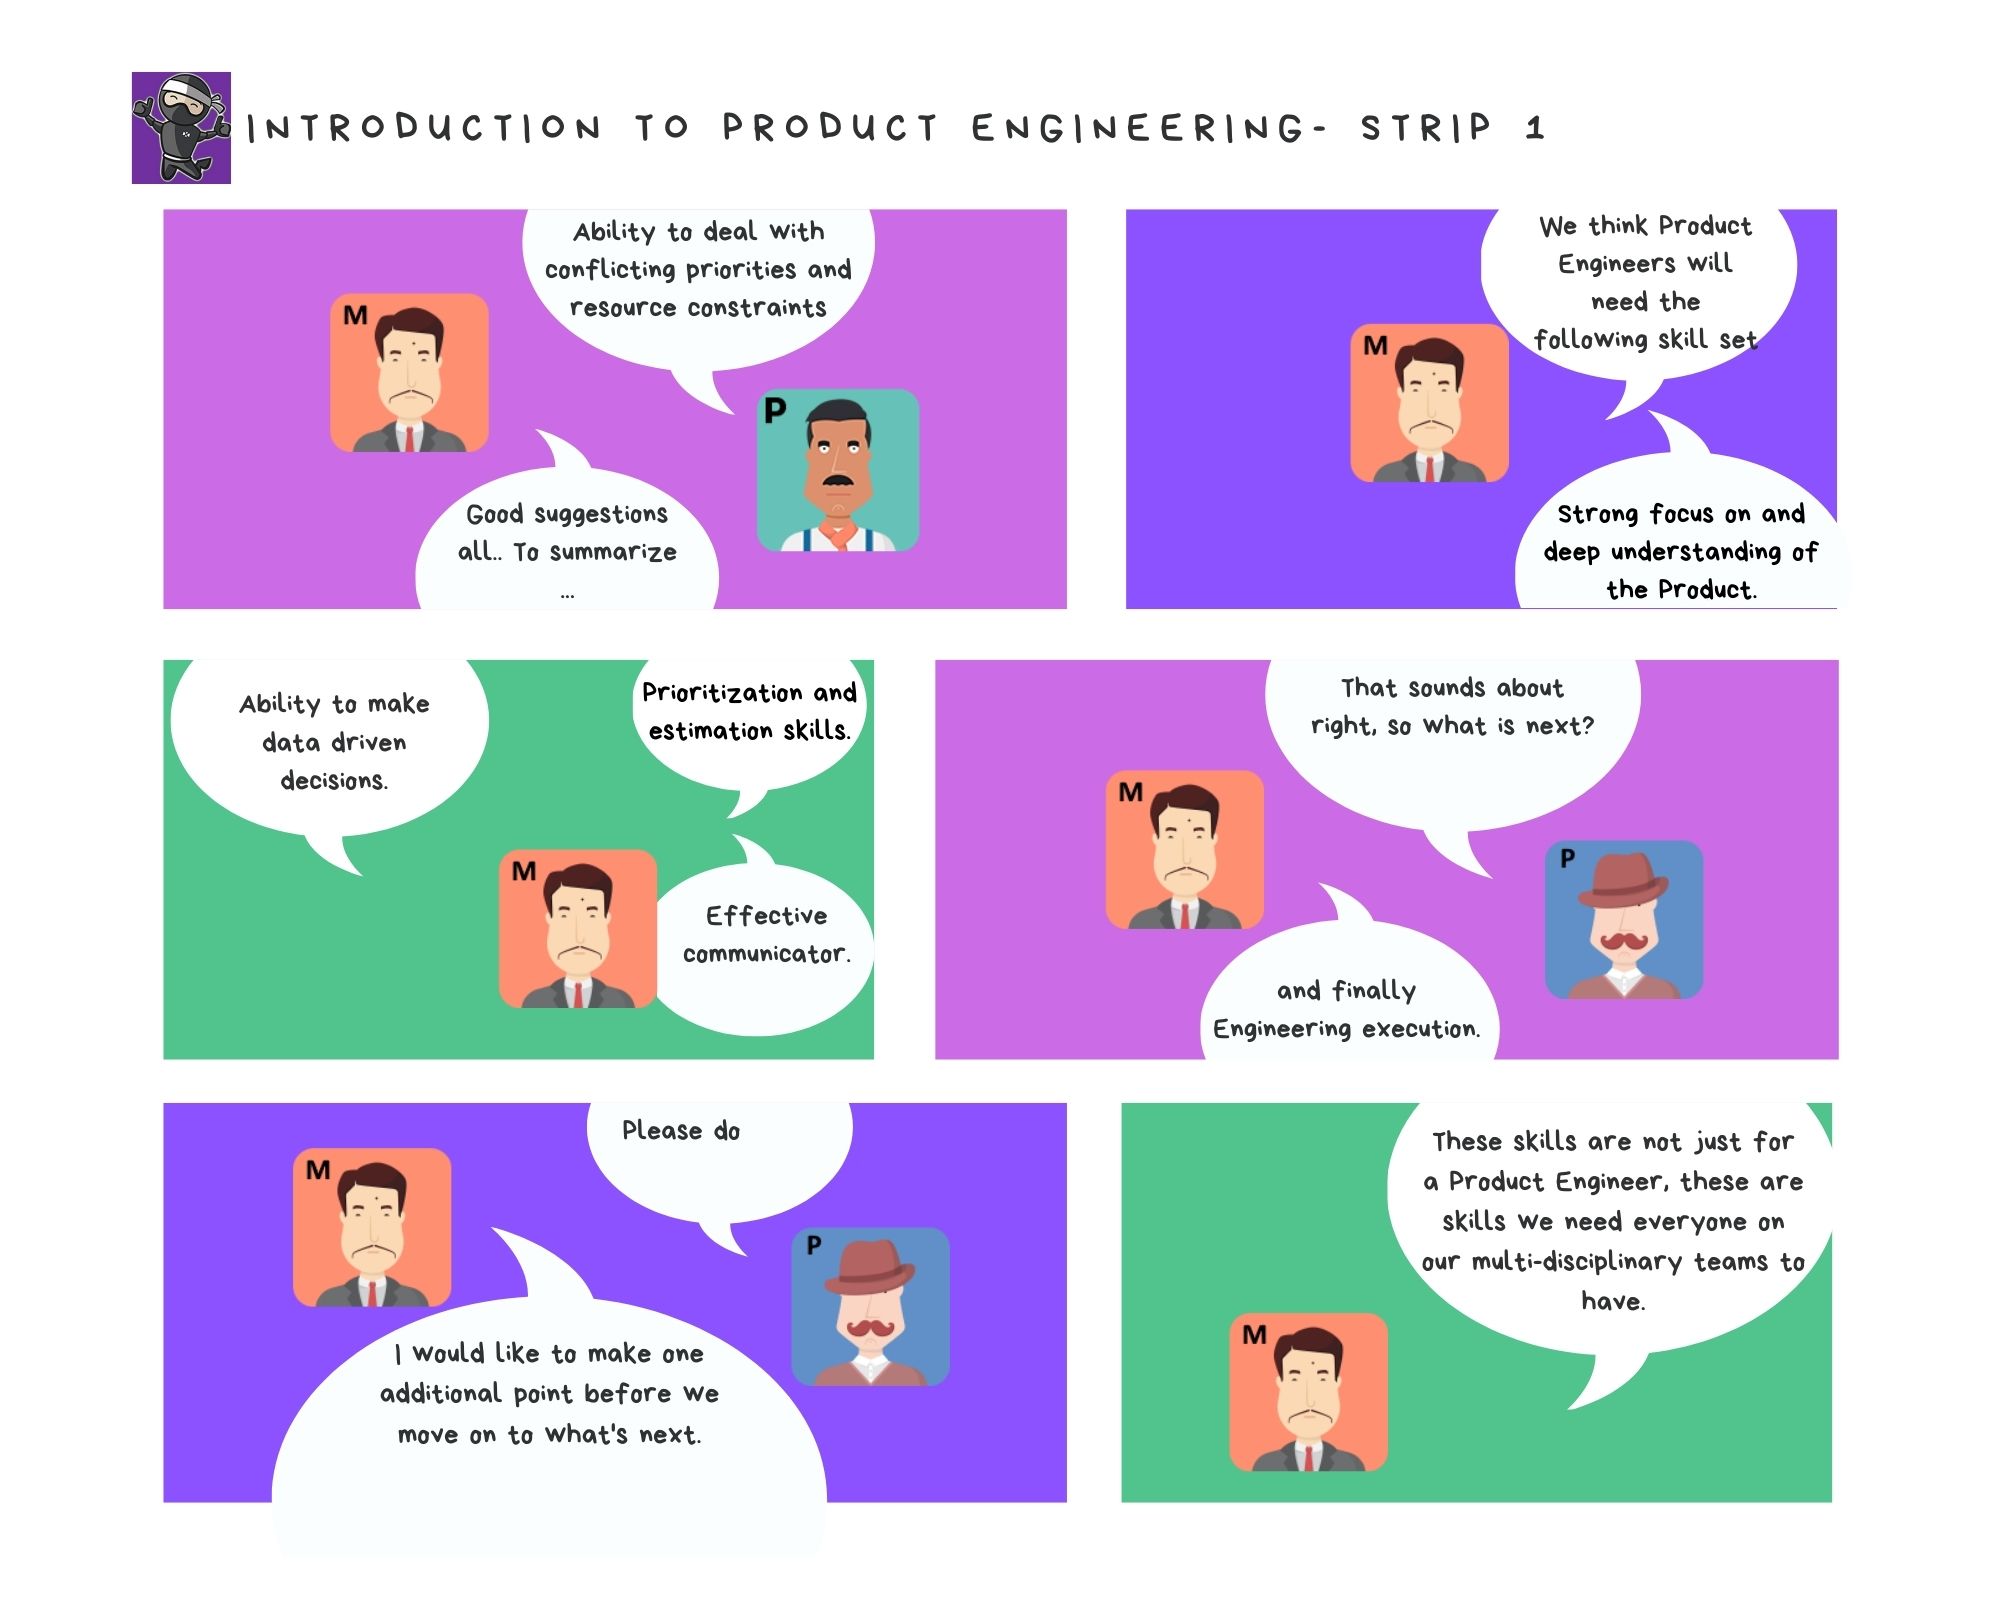 INTRODUCTION TO PRODUCT ENGINEERING- STRIP 1
Ability to deal with
conflicting priorities and
resource constraints
M
P
Good suggestions
all.. To summarize
...
We think Product
Engineers will
need the
following skill set
M
Strong focus on and
deep understanding of
the Product.
Ability to make
data driven
decisions.
Prioritization and
estimation skills.
M
Effective
communicator.
That sounds about
right, so what is next?
M
P
and finally
Engineering execution.
Please do
M
P
I would like to make one
additional point before we
move on to what's next.
These skills are not just for
a Product Engineer, these are
skills we need everyone on
our multi-disciplinary teams to
have.
M